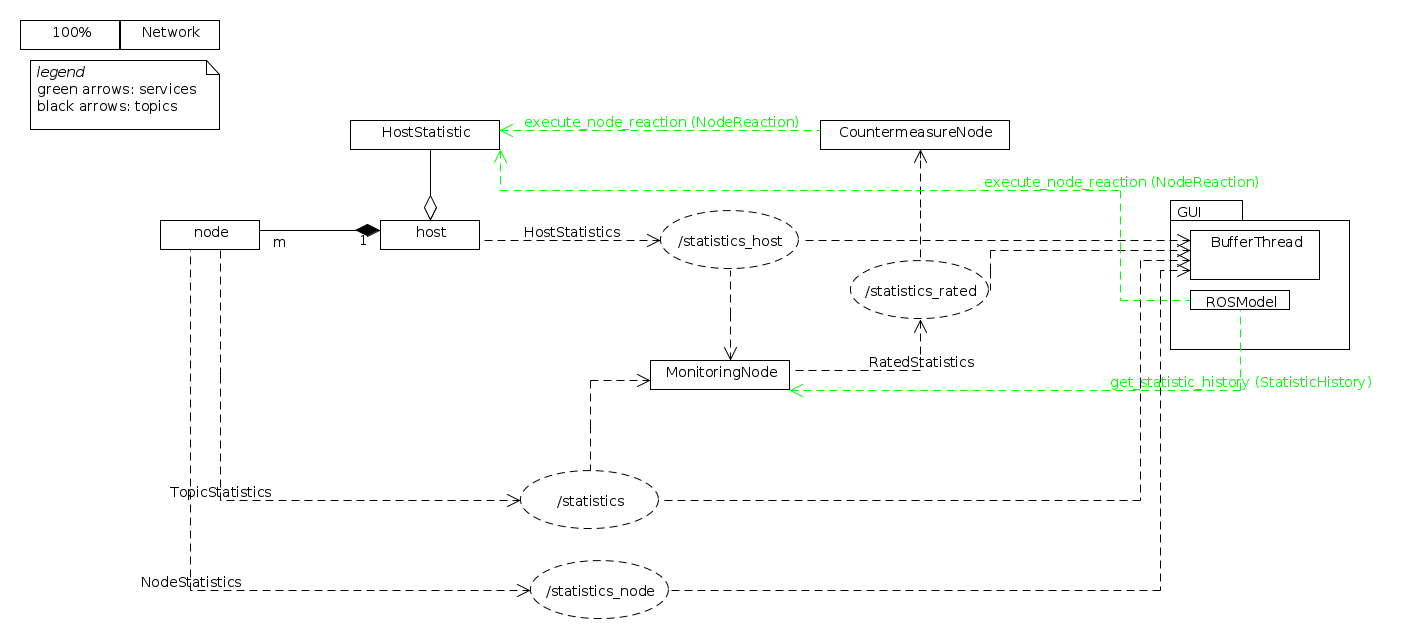 100%
Network
legend
green arrows: services
black arrows: topics
HostStatistic
execute_node_reaction (NodeReaction)
CountermeasureNode
execute_node_reaction (NodeReaction)
GUI
node
m
1
host
HostStatistics
/statistics_host
BufferThread
/statistics_rated
ROSModel
MonitoringNode
RatedStatistics
get_statistic_history (StatisticHistory)
TopicStatistics
/statistics
NodeStatistics
/statistics_node